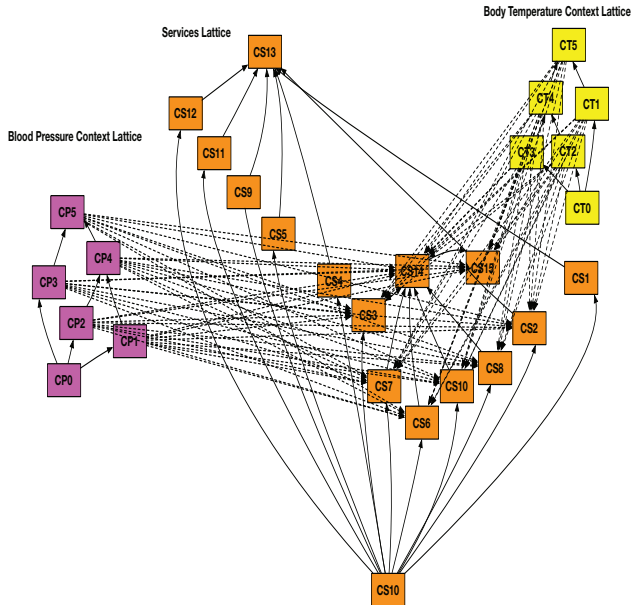 Body Temperature Context Lattice
Services Lattice
CS13
CT5
CT4
CT1
CS12
Blood Pressure Context Lattice
CS11
CT3
CT2
CS9
CT0
CP5
CS5
CP4
CP3
CS4
CS14
CS15
CS1
CP2
CP1
CS3
CS2
CP0
CS7
CS10
CS8
CS6
CS10